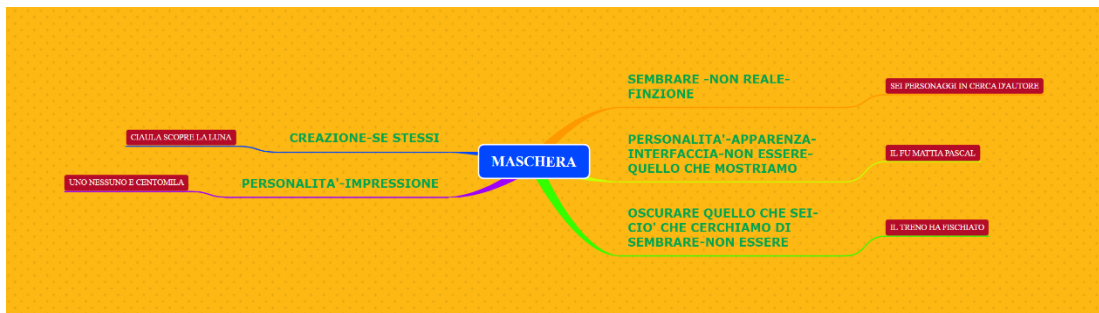 MASCHERA
CREAZIONE-SE STESSI
CIAULA SCOPRE LA LUNA
PERSONALITA'-IMPRESSIONE
UNO NESSUNO E CENTOMILA
SEMBRARE -NON REALE-
FINZIONE
SEI PERSONAGGI IN CERCA D'AUTORE
PERSONALITA'-APPARENZA-
INTERFACCIA-NON ESSERE-
QUELLO CHE MOSTRIAMO
IL FU MATTIA PASCAL
OSCURARE QUELLO CHE SEI-
CIO' CHE CERCHIAMO DI
SEMBRARE-NON ESSERE
IL TRENO HA FISCHIATO